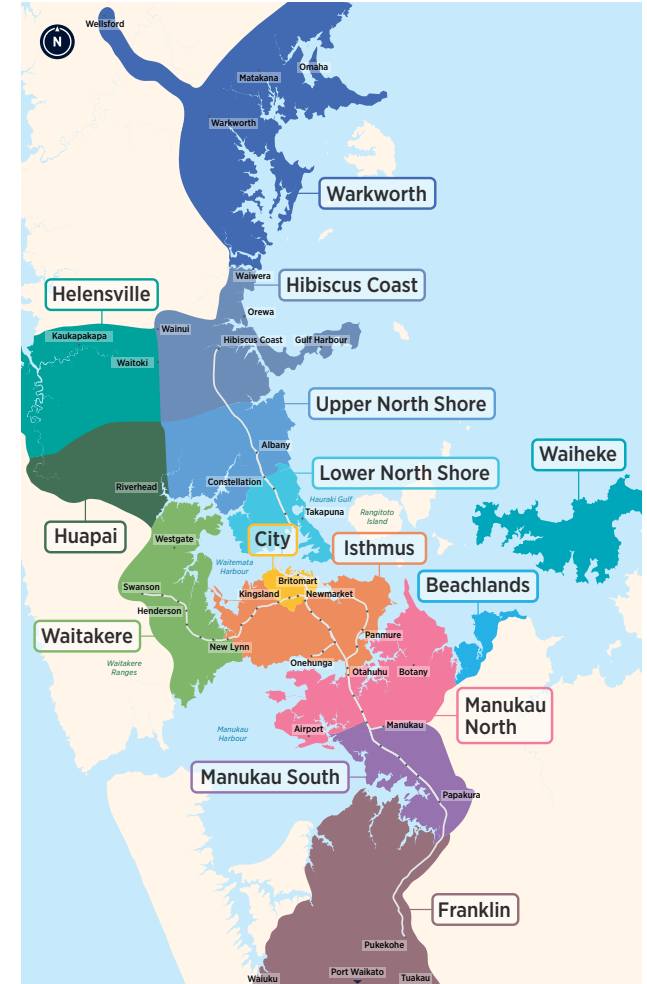 Wellsford
N
Omaha
Matakana
Warkworth
Warkworth
Waiwera
Hibiscus Coast
Helensville
Orewa
Wainui
Kaukapakapa
Hibiscus Coast
Gulf Harbour
Waitoki
Upper North Shore
Albany
Waiheke
Lower North Shore
Constellation
Riverhead
Hauraki Gulf
Takapuna
Rangitoto
Island
Huapai
Westgate
City
Isthmus
Waitemata
Harbour
Britomart
Beachlands
Swanson
Kingsland
Newmarket
Henderson
Waitakere
Panmure
New Lynn
Onehunga
Waitakere
Ranges
Otahuhu
Botany
Manukau
North
Manukau
Airport
Manukau
Harbour
Manukau South
Papakura
Franklin
Pukekohe
Port Waikato
Waiuku
Tuakau